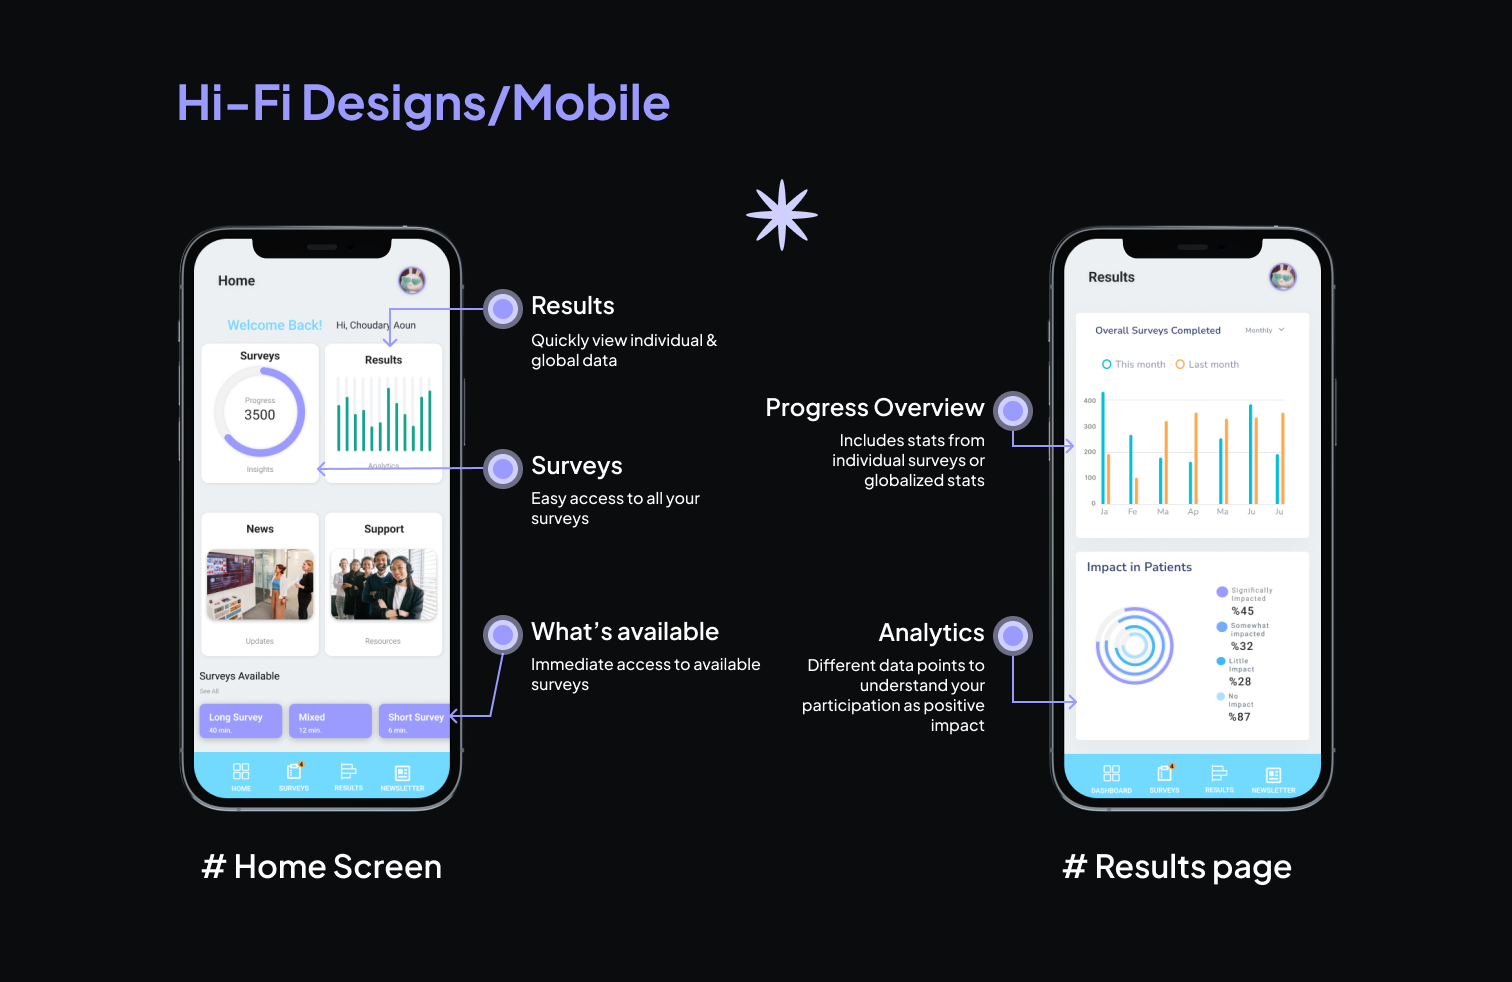 Hi-Fi Designs/Mobile
Home
Welcome Back!
Hi, Choudary Aoun
Surveys
Progress
3500
Insights
Results
Analytics
News
Updates
Support
Resources
Surveys Available
See All
Long Survey
40 min.
Mixed
12 min.
Short Survey
6 min.
HOME
4
SURVEYS
RESULTS
NEWSLETTER
# Home Screen
Results
Quickly view individual &
global data
Surveys
Easy access to all your
surveys
What's available
Immediate access to available
surveys
Progress Overview
Includes stats from
individual surveys or
globalized stats
Analytics
Different data points to
understand your
participation as positive
impact
Results
Overall Surveys Completed
Monthly
This month
Last month
400
300
200
100
0
Ja
Fe
Ma
Ap
Ma
Ju
Ju
Impact in Patients
Significally
Impacted
%45
Somewhat
impacted
%32
Little
Impact
%28
No
Impact
%87
DASHBOARD
4
SURVEYS
RESULTS
NEWSLETTER
# Results page